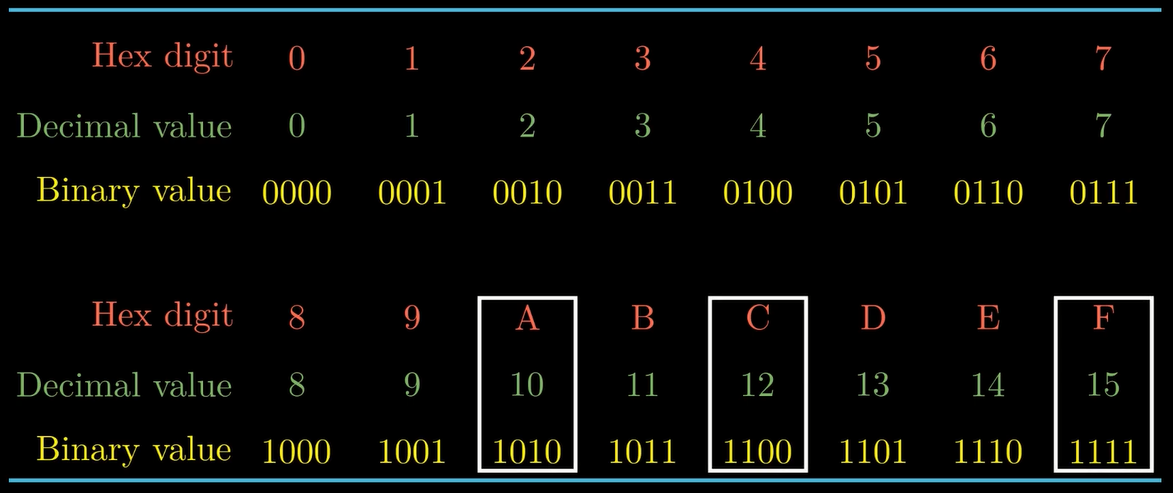 Hex digit 0 1 2 3 4 5 6 7
Decimal value 0 1 2 3 4 5 6 7
Binary value 0000 0001 0010 0011 0100 0101 0110 0111
Hex digit 8 9 A B C D E F
Decimal value 8 9 10 11 12 13 14 15
Binary value 1000 1001 1010 1011 1100 1101 1110 1111